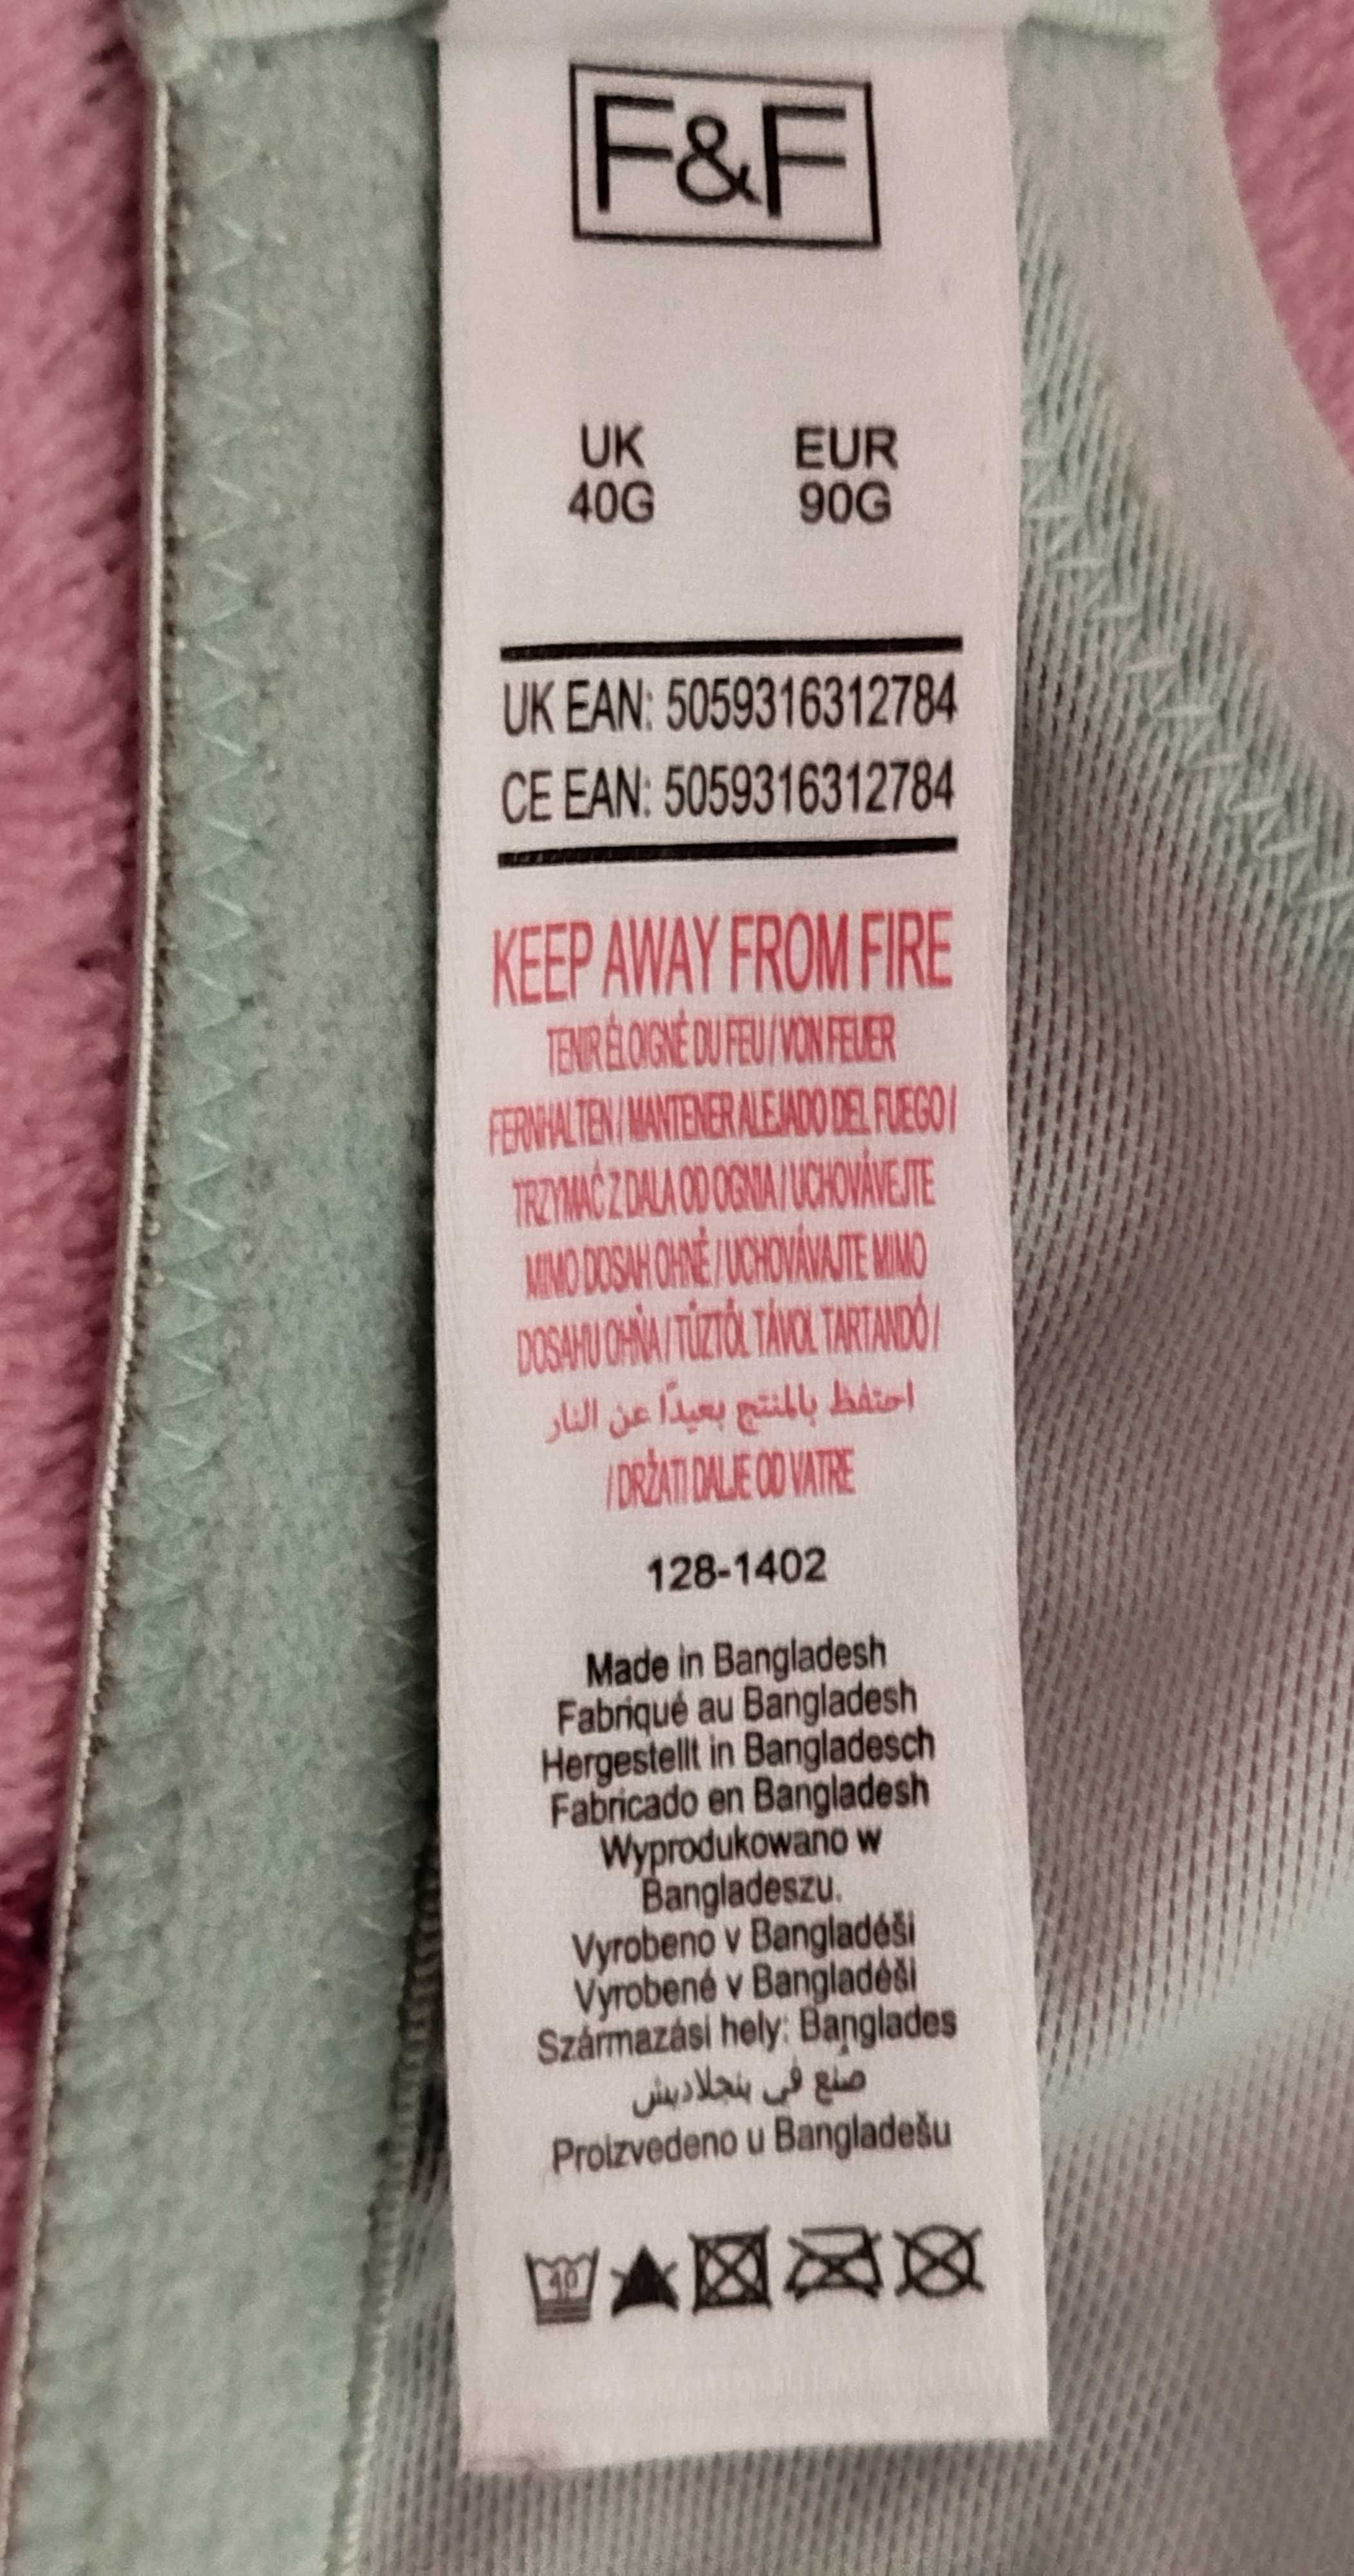 F&F
UK EUR
40G 90G
UK EAN: 5059316312784
CE EAN: 5059316312784
KEEP AWAY FROM FIRE
TENIR ÉLOIGNÉ DU FEU / VON FEUER
FERNHALTEN / MANTENER ALEJADO DEL FUEGO /
TRZYMAĆ Z DALA OD OGNIA / UCHOVÁVEJTE
MIMO DOSAH OHNĚ / UCHOVÁVAJTE MIMO
DOSAHU OHŇA / TŰZTŐL TÁVOL TARTANDÓ /
احتفظ بالمنتج بعيدًا عن النار
/ DRŽATI DALJE OD VATRE
128-1402
Made in Bangladesh
Fabriqué au Bangladesh
Hergestellt in Bangladesch
Fabricado en Bangladesh
Wyprodukowano w
Bangladeszu.
Vyrobeno v Bangladéši
Vyrobené v Bangladéši
Származási hely: Banglades
صنع في بنجلاديش
Proizvedeno u Bangladešu
40